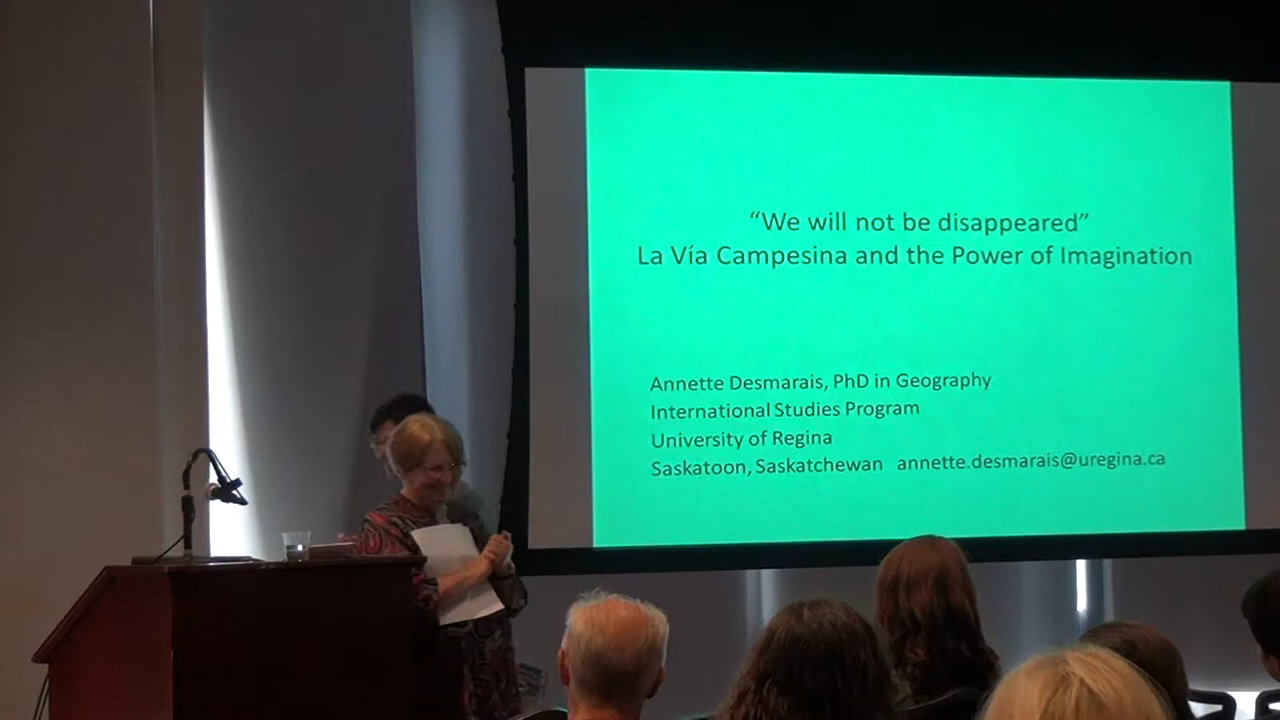 “We will not be disappeared”
La Vía Campesina and the Power of Imagination
Annette Desmarais, PhD in Geography
International Studies Program
University of Regina
Saskatoon, Saskatchewan annette.desmarais@uregina.ca